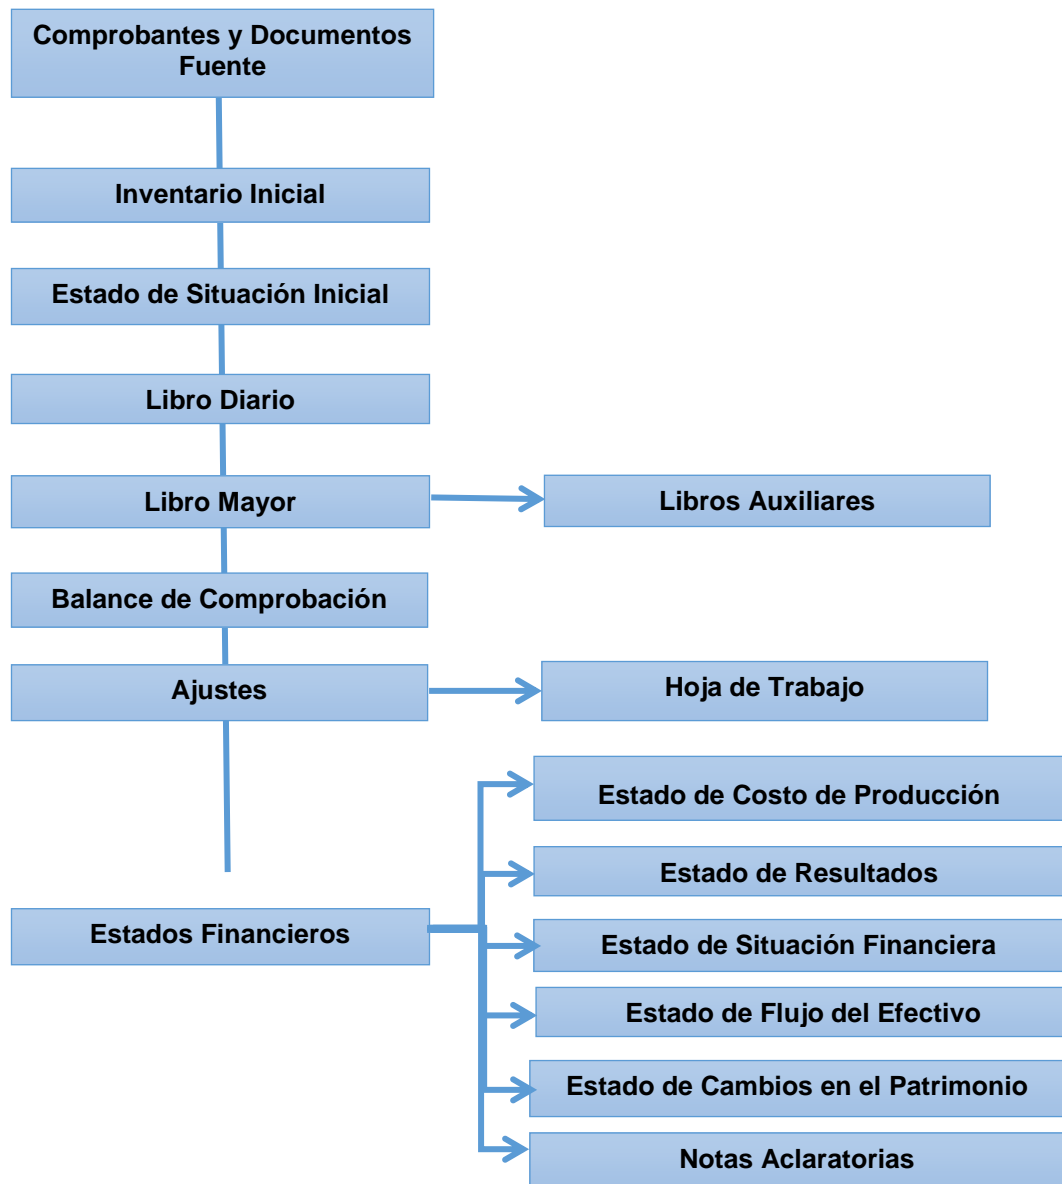 Comprobantes y Documentos
Fuente
Inventario Inicial
Estado de Situación Inicial
Libro Diario
Libro Mayor
Libros Auxiliares
Balance de Comprobación
Ajustes
Hoja de Trabajo
Estados Financieros
Estado de Costo de Producción
Estado de Resultados
Estado de Situación Financiera
Estado de Flujo del Efectivo
Estado de Cambios en el Patrimonio
Notas Aclaratorias